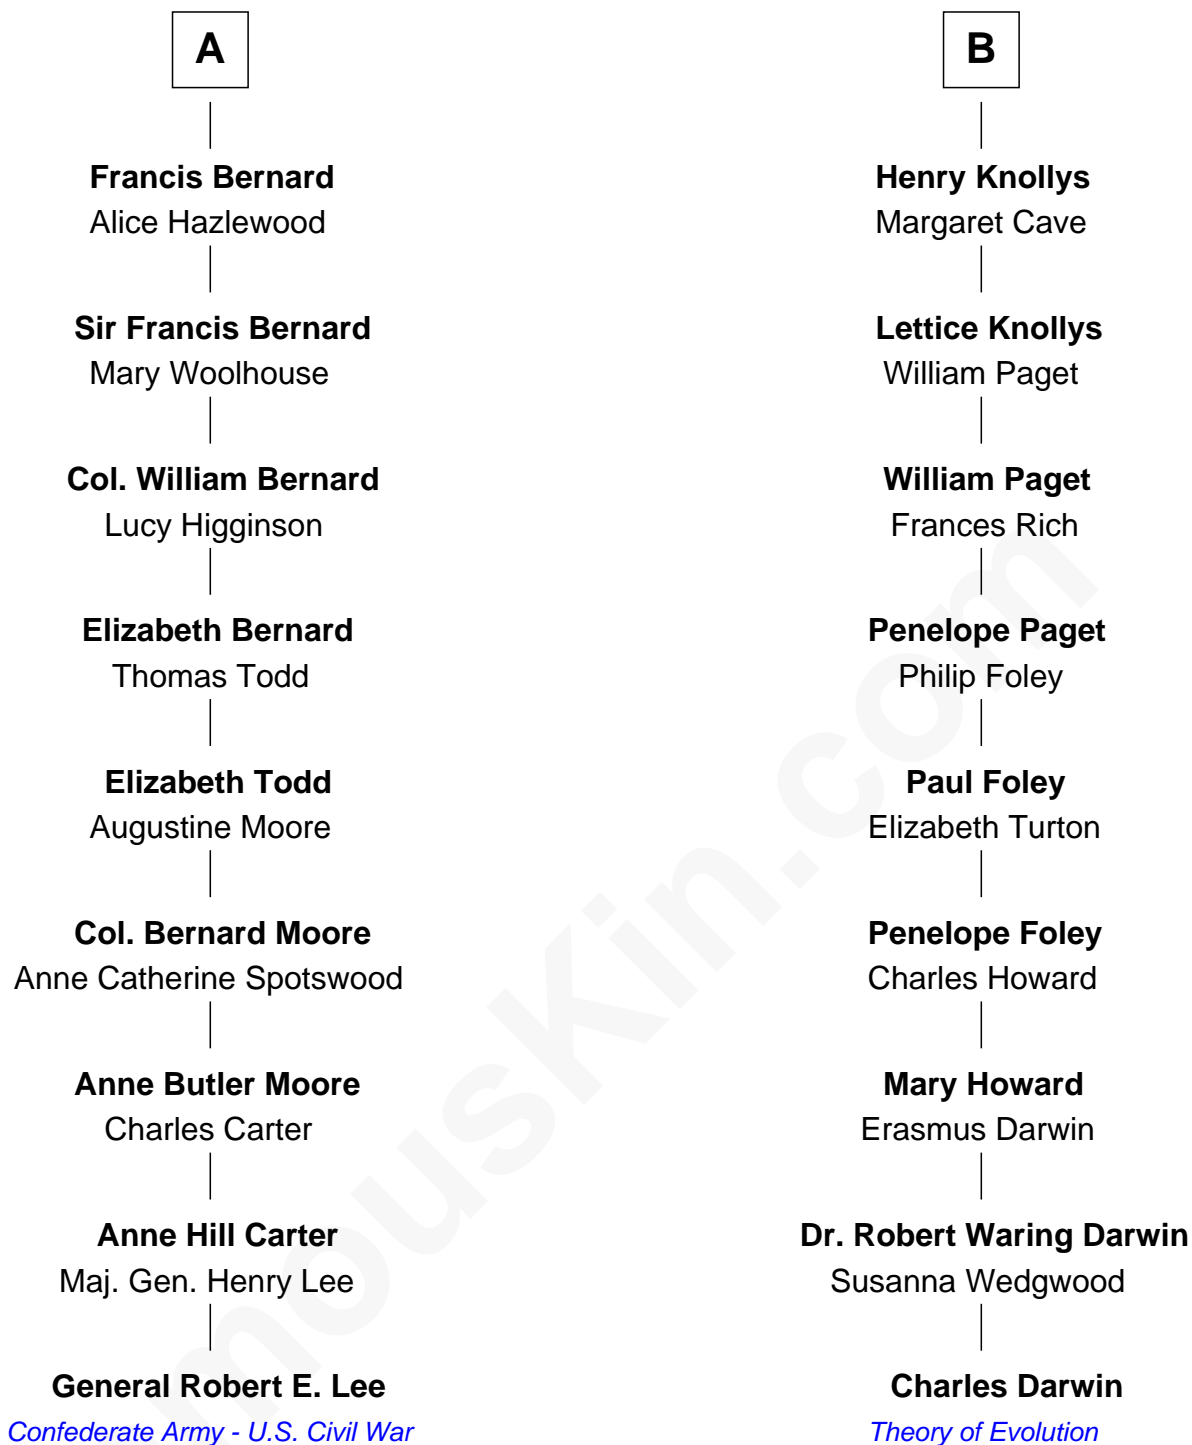 A
Francis Bernard
Alice Hazlewood
Sir Francis Bernard
Mary Woolhouse
Col. William Bernard
Lucy Higginson
Elizabeth Bernard
Thomas Todd
Elizabeth Todd
Augustine Moore
Col. Bernard Moore
Anne Catherine Spotswood
Anne Butler Moore
Charles Carter
Anne Hill Carter
Maj. Gen. Henry Lee
General Robert E. Lee
Confederate Army - U.S. Civil War
B
Henry Knollys
Margaret Cave
Lettice Knollys
William Paget
William Paget
Frances Rich
Penelope Paget
Philip Foley
Paul Foley
Elizabeth Turton
Penelope Foley
Charles Howard
Mary Howard
Erasmus Darwin
Dr. Robert Waring Darwin
Susanna Wedgwood
Charles Darwin
Theory of Evolution
mousKin.com